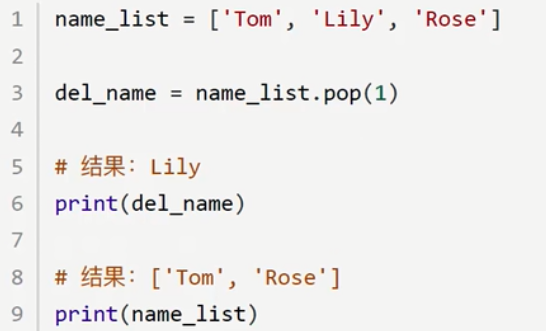 1 name_list = ['Tom', 'Lily', 'Rose']
2
3 del_name = name_list.pop(1)
4
5 # 结果：Lily
6 print(del_name)
7
8 # 结果：['Tom', 'Rose']
9 print(name_list)